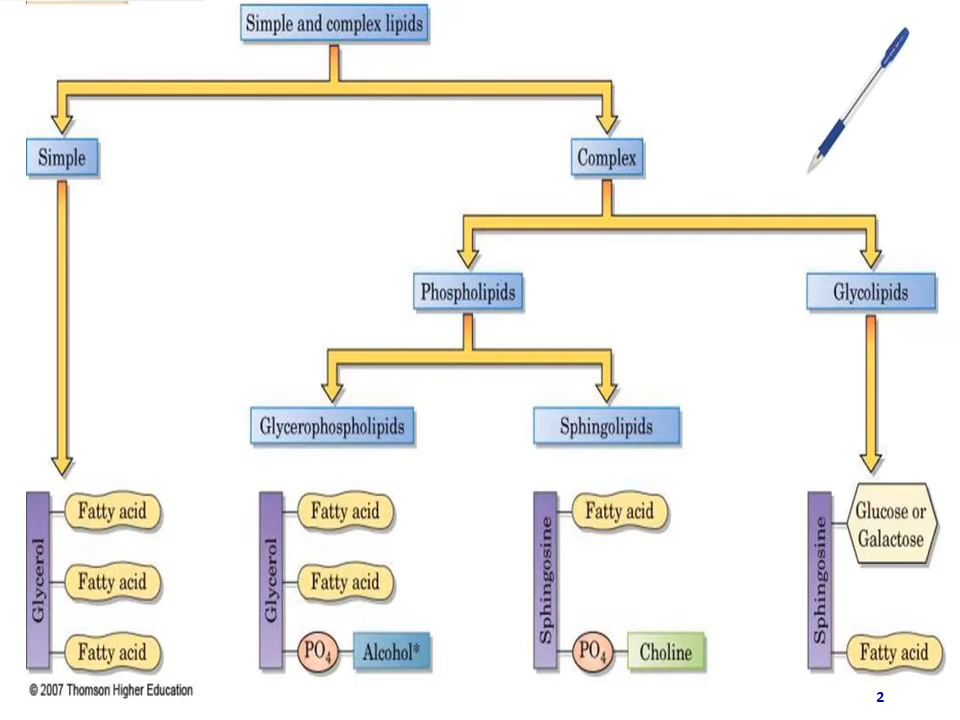 Simple and complex lipids
Simple
Complex
Phospholipids
Glycolipids
Glycerophospholipids
Sphingolipids
Glycerol
Fatty acid
Fatty acid
Fatty acid
Glycerol
Fatty acid
Fatty acid
PO4
Alcohol*
Sphingosine
Fatty acid
PO4
Choline
Sphingosine
Glucose or
Galactose
Fatty acid
© 2007 Thomson Higher Education
2